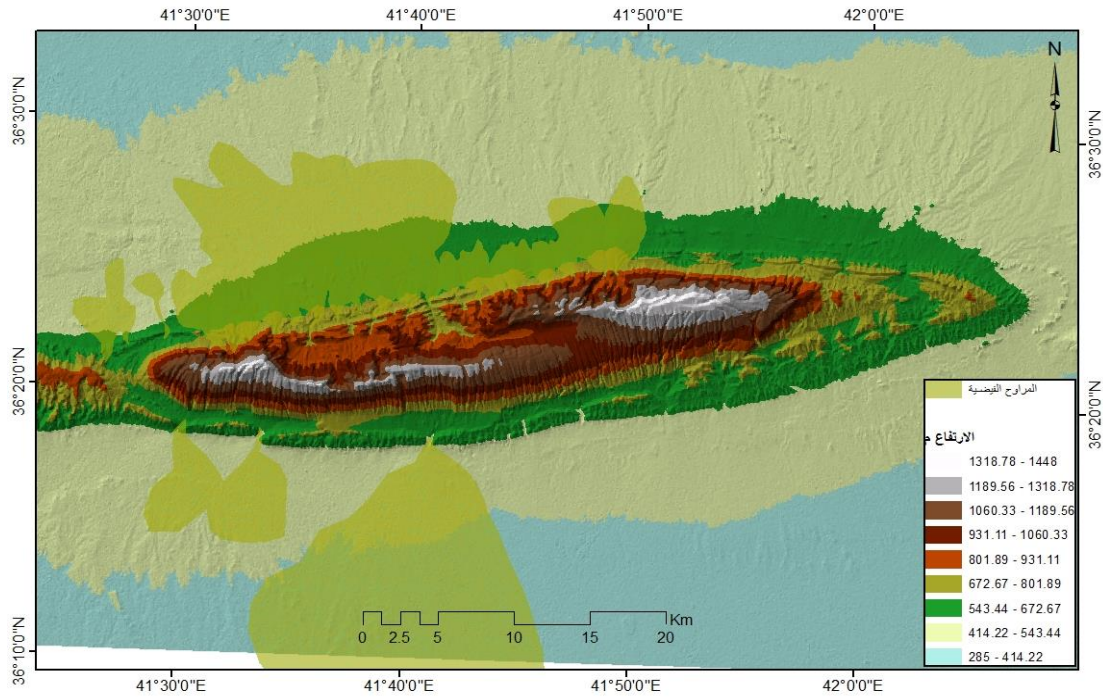 41°30'0"E 41°40'0"E 41°50'0"E 42°0'0"E
N
36°30'0"N
36°30'0"N
36°20'0"N
36°20'0"N
36°10'0"N
المراوح الفيضية
الارتفاع م
1318.78 - 1448
1189.56 - 1318.78
1060.33 - 1189.56
931.11 - 1060.33
801.89 - 931.11
672.67 - 801.89
543.44 - 672.67
414.22 - 543.44
285 - 414.22
Km
0 2.5 5 10 15 20
41°30'0"E 41°40'0"E 41°50'0"E 42°0'0"E